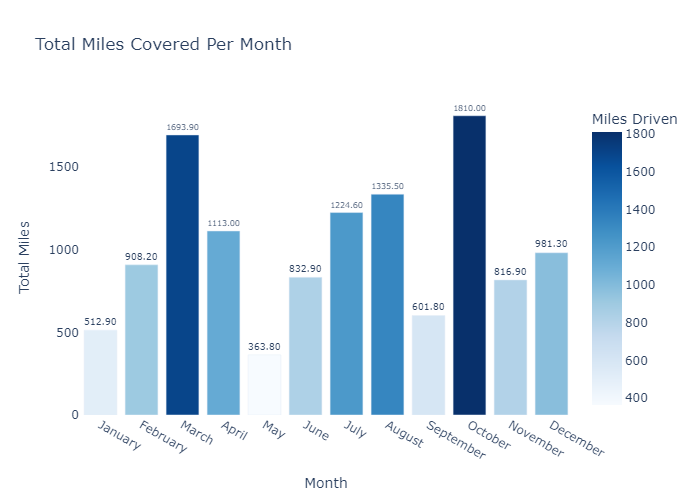 Total Miles Covered Per Month
Miles Driven
1800
1600
1400
1200
1000
800
600
400
Total Miles
1500
1000
500
0
512.90
908.20
1693.90
1113.00
363.80
832.90
1224.60
1335.50
601.80
1810.00
816.90
981.30
January
February
March
April
May
June
July
August
September
October
November
December
Month